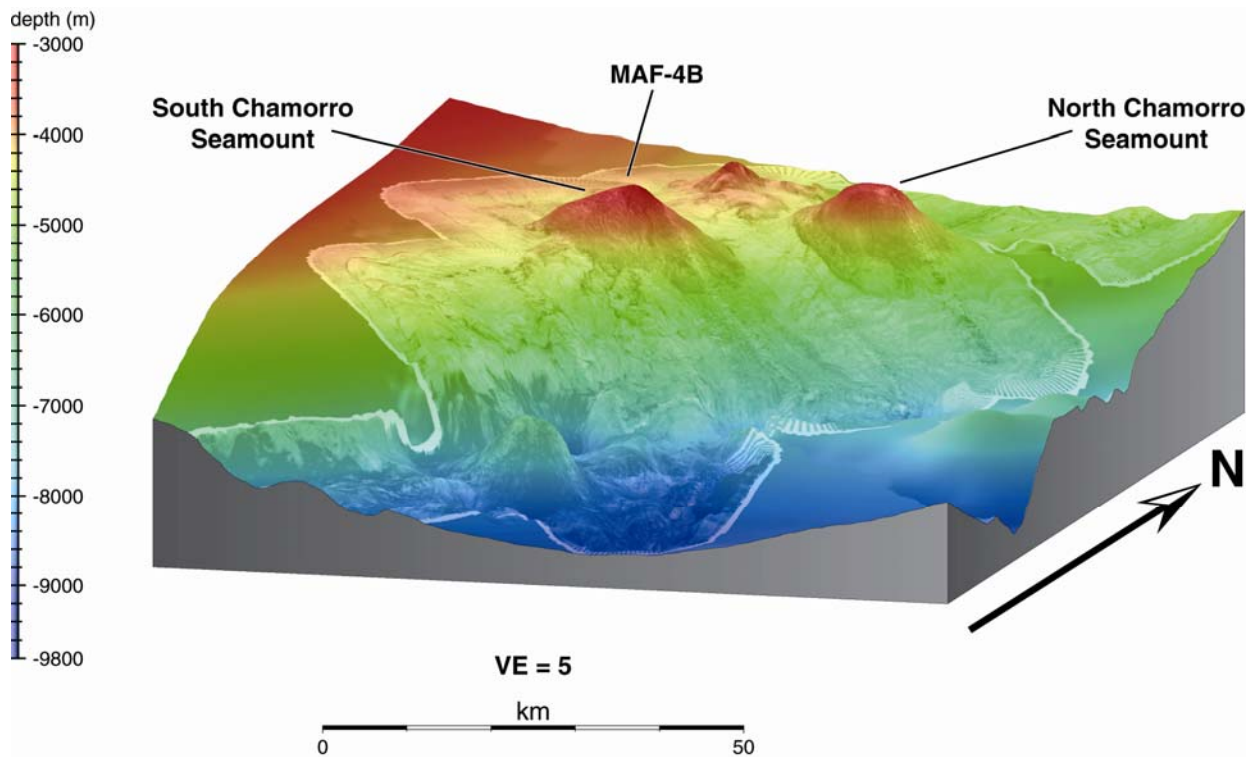 depth (m)
-3000
-4000
-5000
-6000
-7000
-8000
-9000
-9800
MAF-4B
South Chamorro
Seamount
North Chamorro
Seamount
N
VE = 5
km
0
50